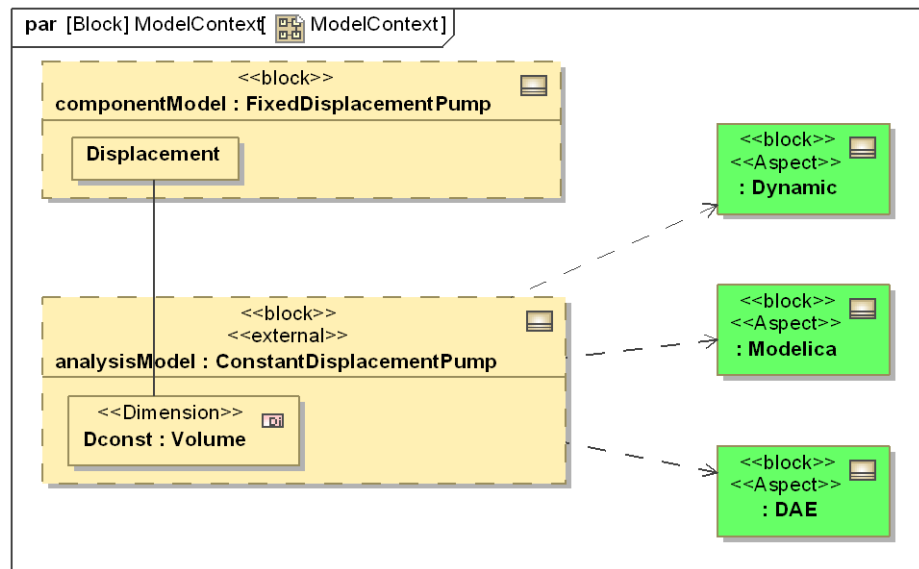 par [Block] ModelContext[ ModelContext]
<<block>>
componentModel : FixedDisplacementPump
Displacement
<<block>>
<<Aspect>>
: Dynamic
<<block>>
<<external>>
analysisModel : ConstantDisplacementPump
<<Dimension>>
Di
Dconst : Volume
<<block>>
<<Aspect>>
: Modelica
<<block>>
<<Aspect>>
: DAE